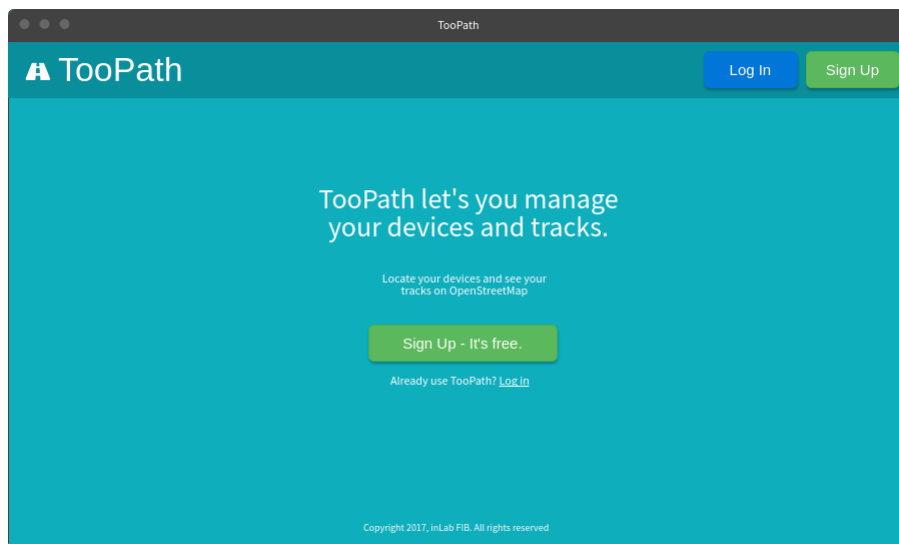 TooPath
TooPath
Log In
Sign Up
TooPath let's you manage
your devices and tracks.
Locate your devices and see your
tracks on OpenStreetMap
Sign Up - It's free.
Already use TooPath? Log in
Copyright 2017, inLab FIB. All rights reserved